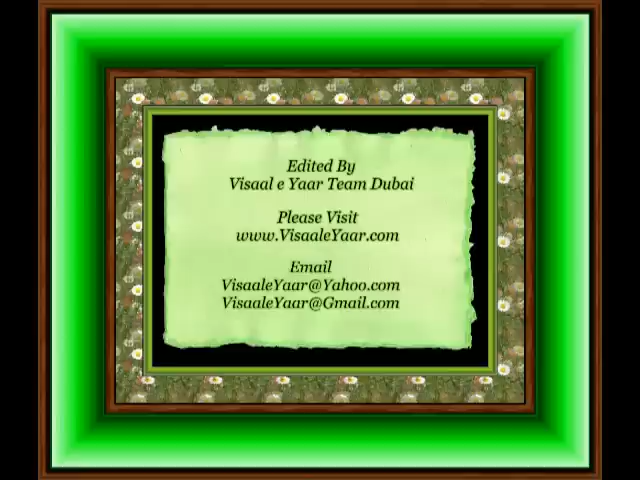 Edited By
Visaal e Yaar Team Dubai
Please Visit
www.VisaaleYaar.com
Email
VisaaleYaar@Yahoo.com
VisaaleYaar@Gmail.com